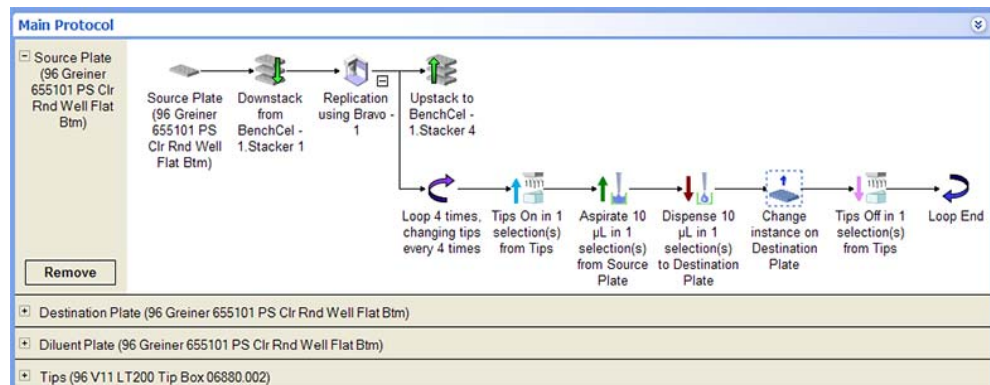 Main Protocol
Source Plate
(96 Greiner
655101 PS Clr
Rnd Well Flat
Btm)
Source Plate
(96 Greiner
655101 PS
Clr Rnd Well
Flat Btm)
Downstack
from
BenchCel -
1.Stacker 1
Replication
using Bravo -
1
Upstack to
BenchCel -
1.Stacker 4
Loop 4 times,
changing tips
every 4 times
Tips On in 1
selection(s)
from Tips
Aspirate 10
µL in 1
selection(s)
from Source
Plate
Dispense 10
µL in 1
selection(s)
to Destination
Plate
Change
instance on
Destination
Plate
Tips Off in 1
selection(s)
from Tips
Loop End
Remove
Destination Plate (96 Greiner 655101 PS Clr Rnd Well Flat Btm)
Diluent Plate (96 Greiner 655101 PS Clr Rnd Well Flat Btm)
Tips (96 V11 LT200 Tip Box 06880.002)